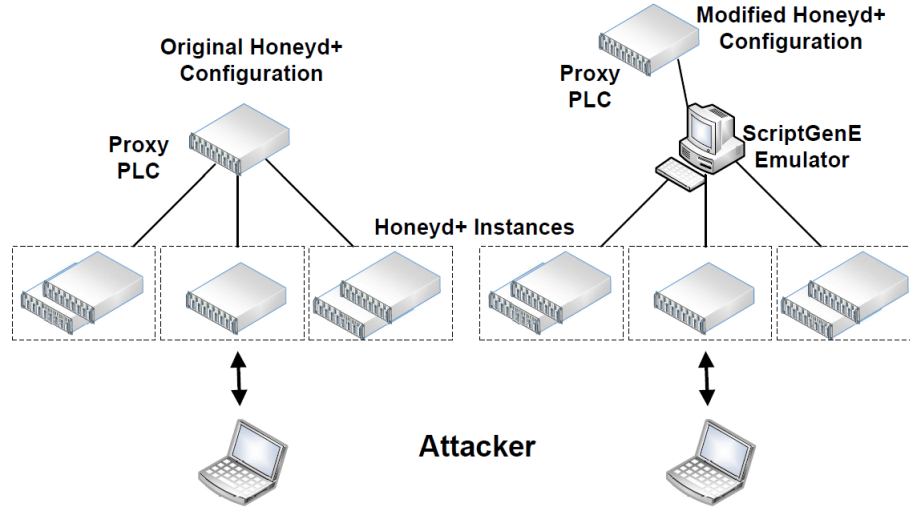 Original Honeyd+
Configuration
Proxy
PLC
Modified Honeyd+
Configuration
Proxy
PLC
ScriptGenE
Emulator
Honeyd+ Instances
Attacker